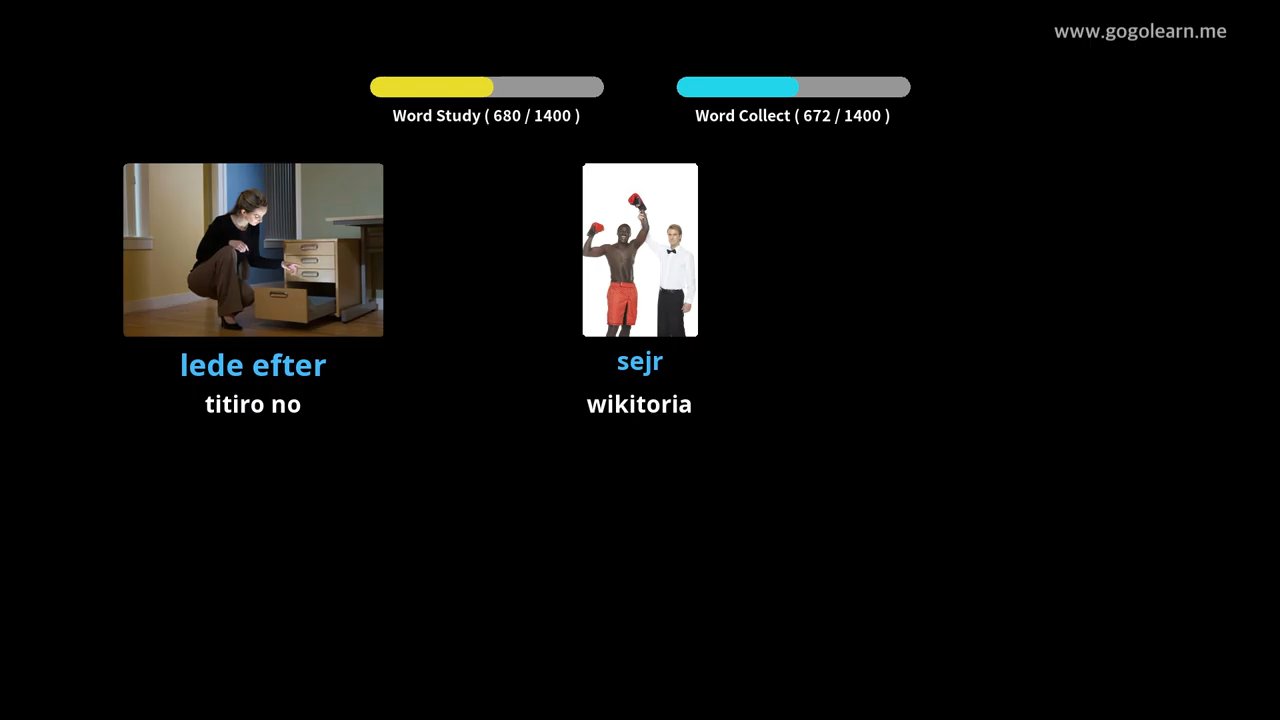 www.gogolearn.me
Word Study ( 680 / 1400 )
Word Collect ( 672 / 1400 )
lede efter
titiro no
sejr
wikitoria